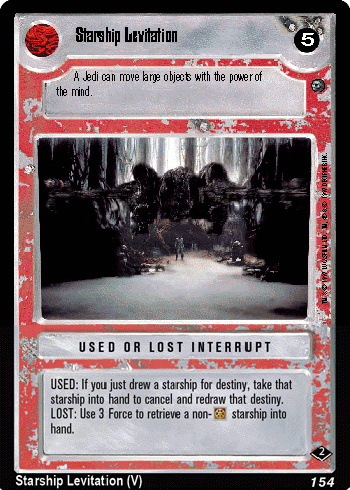 Starship Levitation
5
A Jedi can move large objects with the power of
the mind.
USED OR LOST INTERRUPT
USED: If you just drew a starship for destiny, take that
starship into hand to cancel and redraw that destiny.
LOST: Use 3 Force to retrieve a non- starship into
hand.
2
Starship Levitation (V)
154